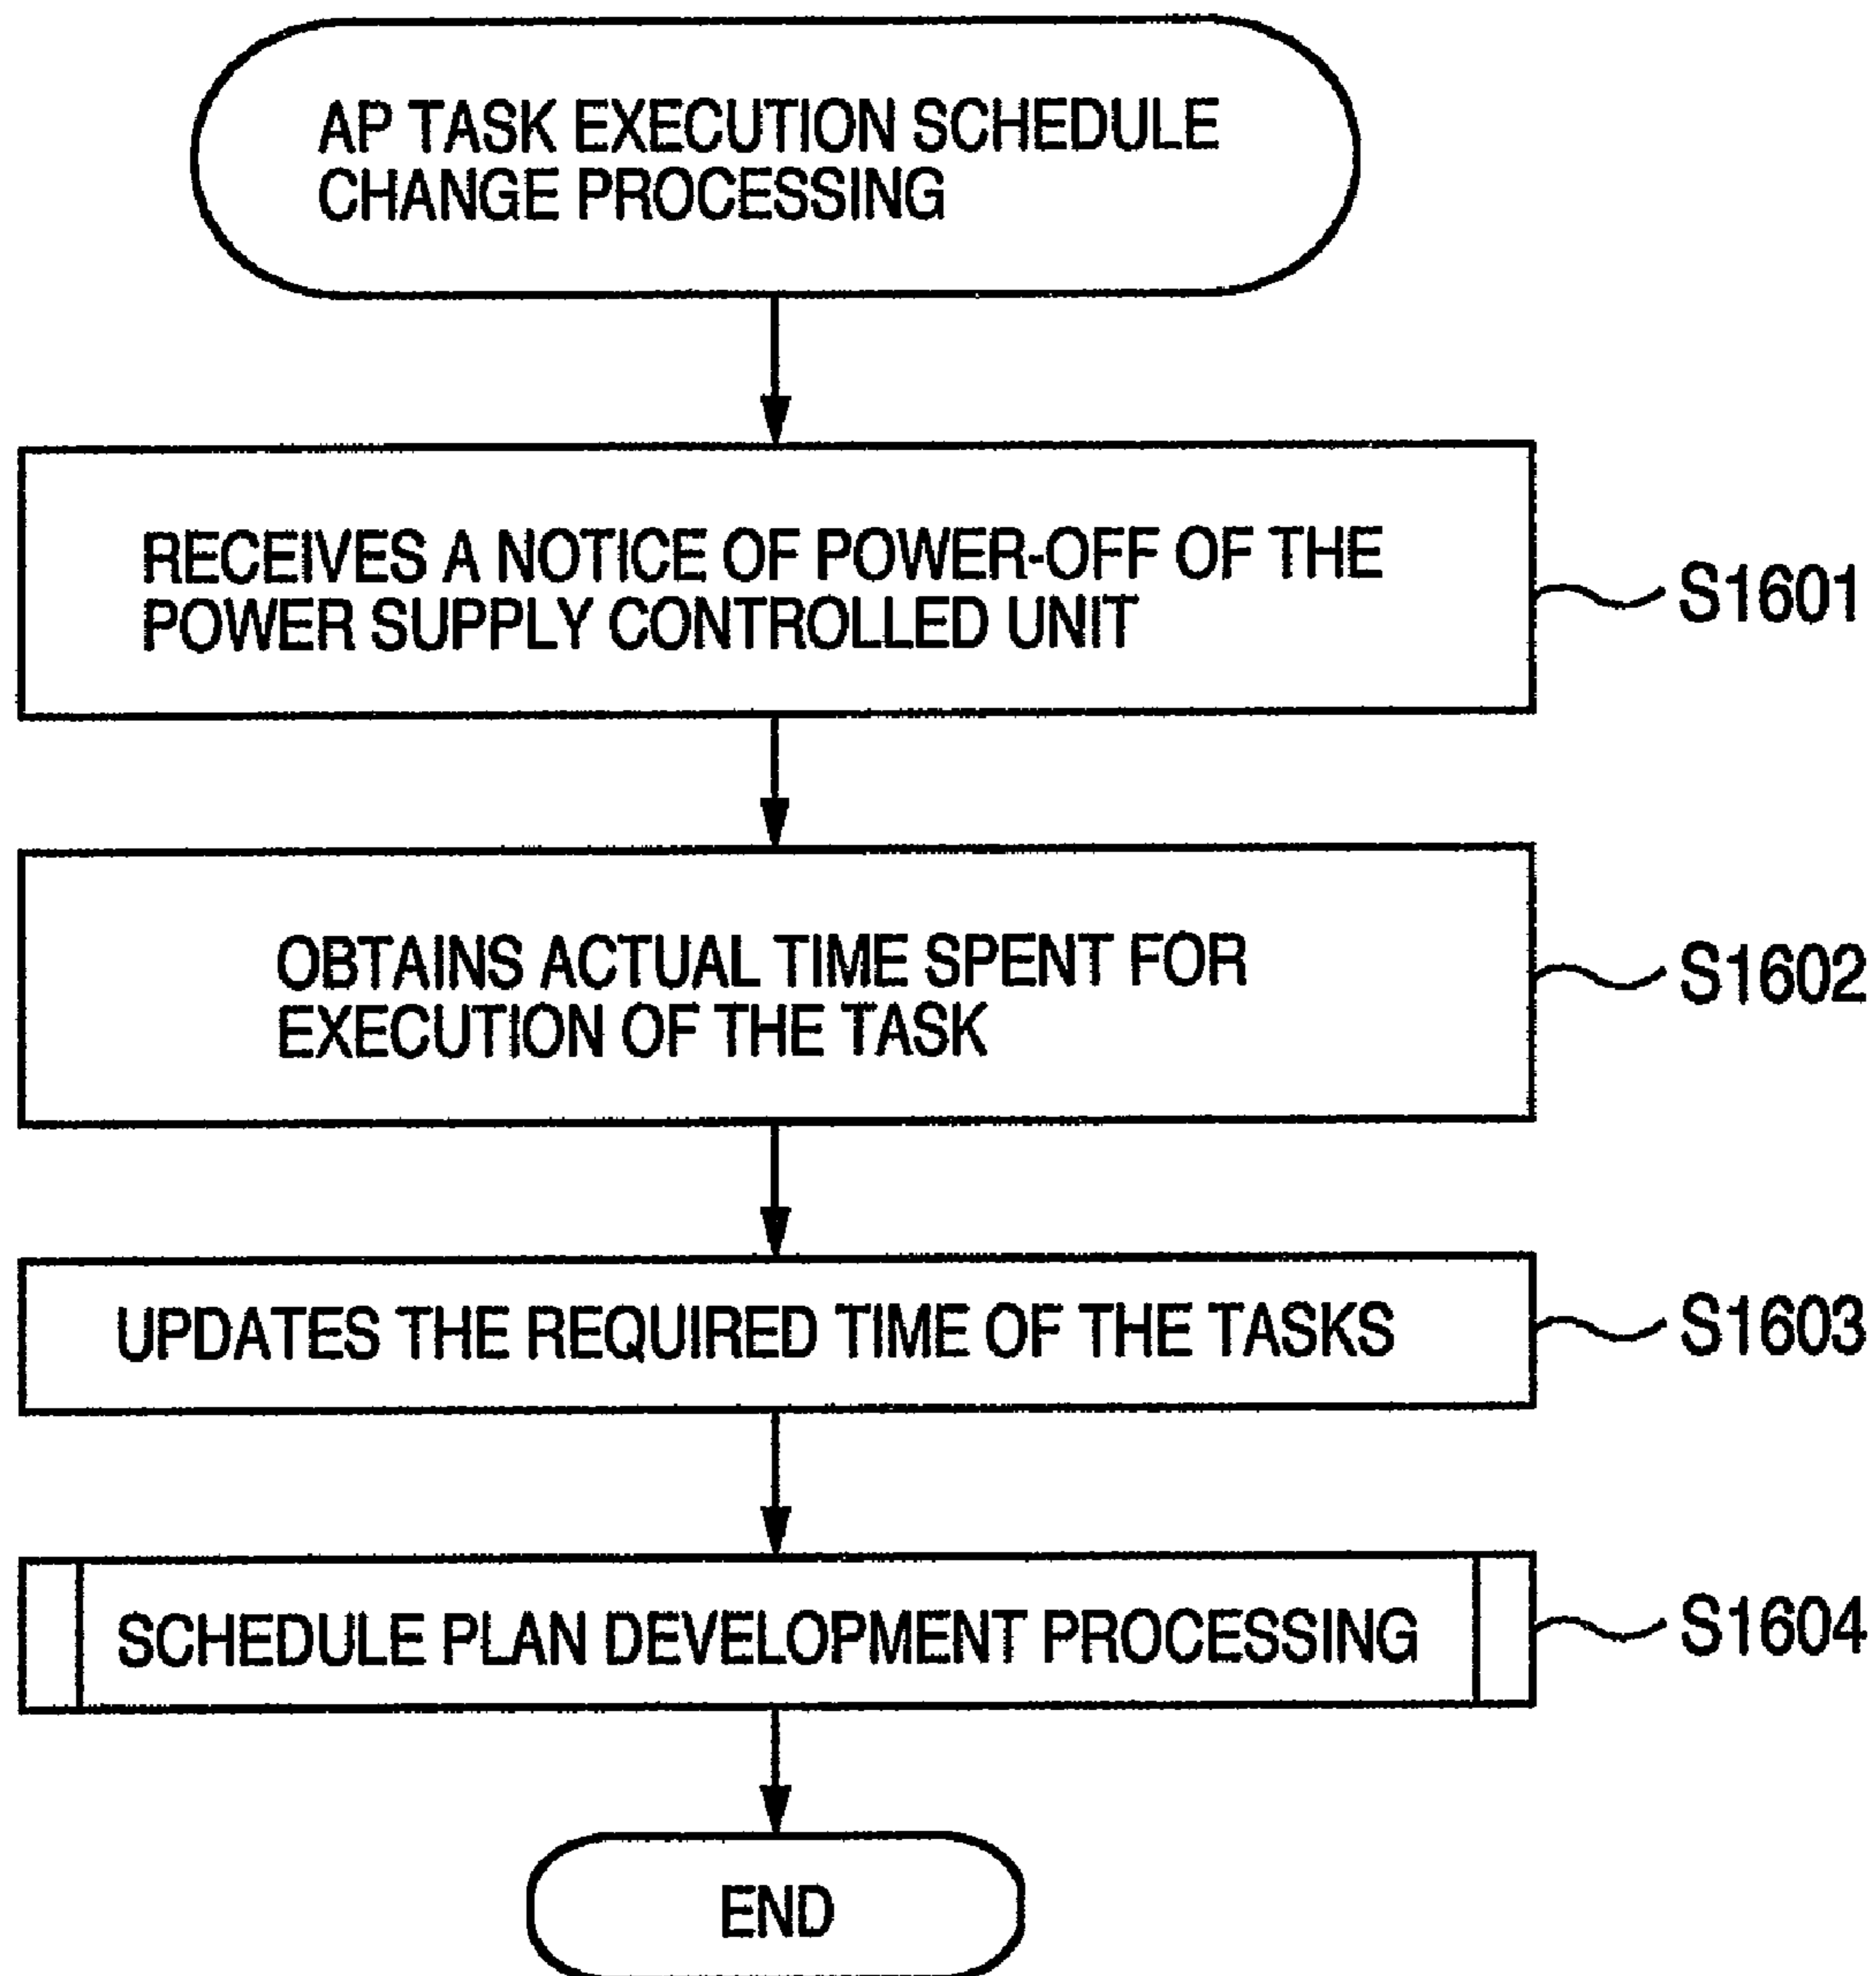 AP TASK EXECUTION SCHEDULE
CHANGE PROCESSING
RECEIVES A NOTICE OF POWER-OFF OF THE
POWER SUPPLY CONTROLLED UNIT
S1601
OBTAINS ACTUAL TIME SPENT FOR
EXECUTION OF THE TASK
S1602
UPDATES THE REQUIRED TIME OF THE TASKS
S1603
SCHEDULE PLAN DEVELOPMENT PROCESSING
S1604
END